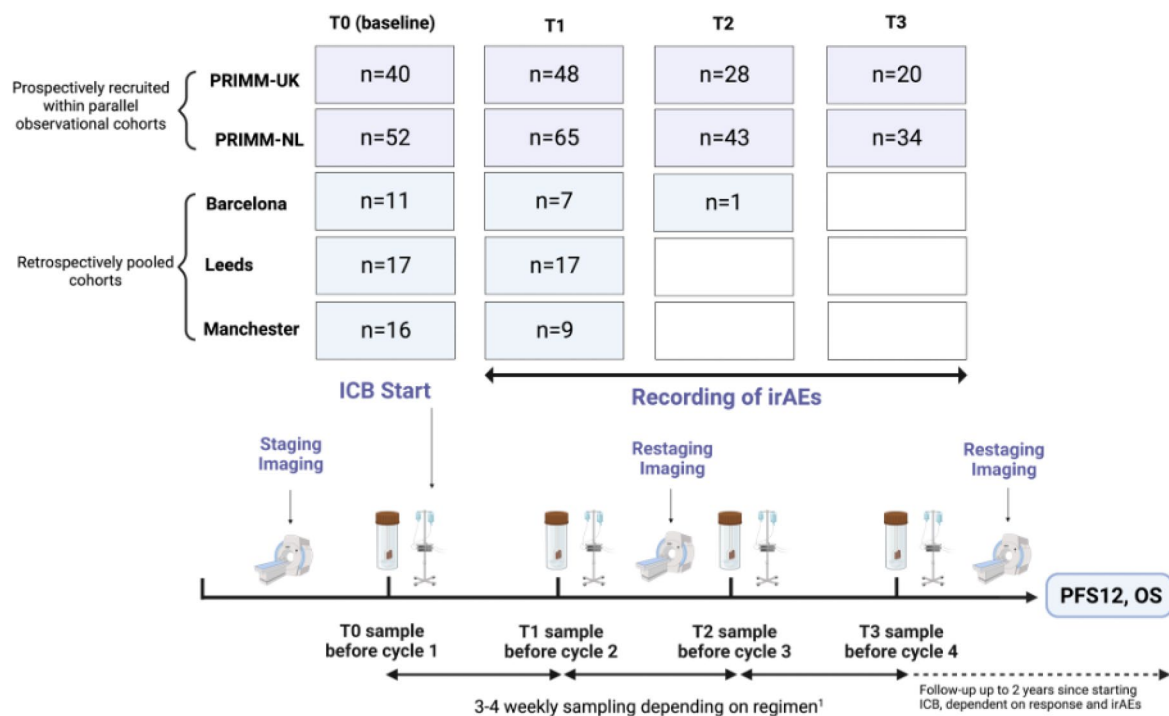 T0 (baseline) T1 T2 T3
Prospectively recruited
within parallel
observational cohorts
PRIMM-UK n=40 n=48 n=28 n=20
PRIMM-NL n=52 n=65 n=43 n=34
Retrospectively pooled
cohorts
Barcelona n=11 n=7 n=1
Leeds n=17 n=17
Manchester n=16 n=9
ICB Start
Recording of irAEs
Staging
Imaging
Restaging
Imaging
Restaging
Imaging
PFS12, OS
T0 sample
before cycle 1
T1 sample
before cycle 2
T2 sample
before cycle 3
T3 sample
before cycle 4
3-4 weekly sampling depending on regimen¹
Follow-up up to 2 years since starting
ICB, dependent on response and irAEs